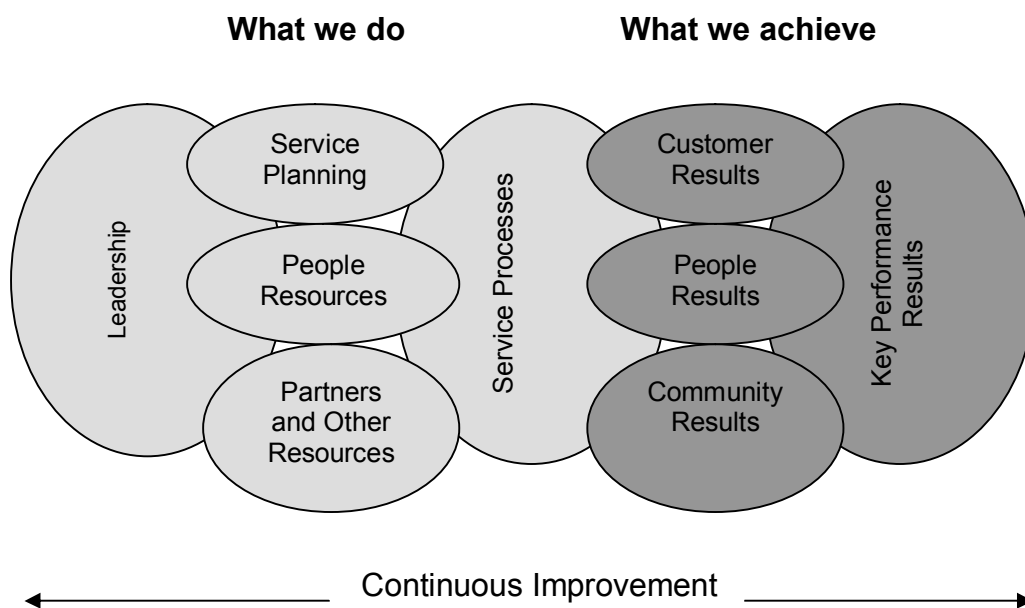 What we do
What we achieve
Leadership
Service
Planning
People
Resources
Partners
and Other
Resources
Service Processes
Customer
Results
People
Results
Community
Results
Key Performance
Results
Continuous Improvement